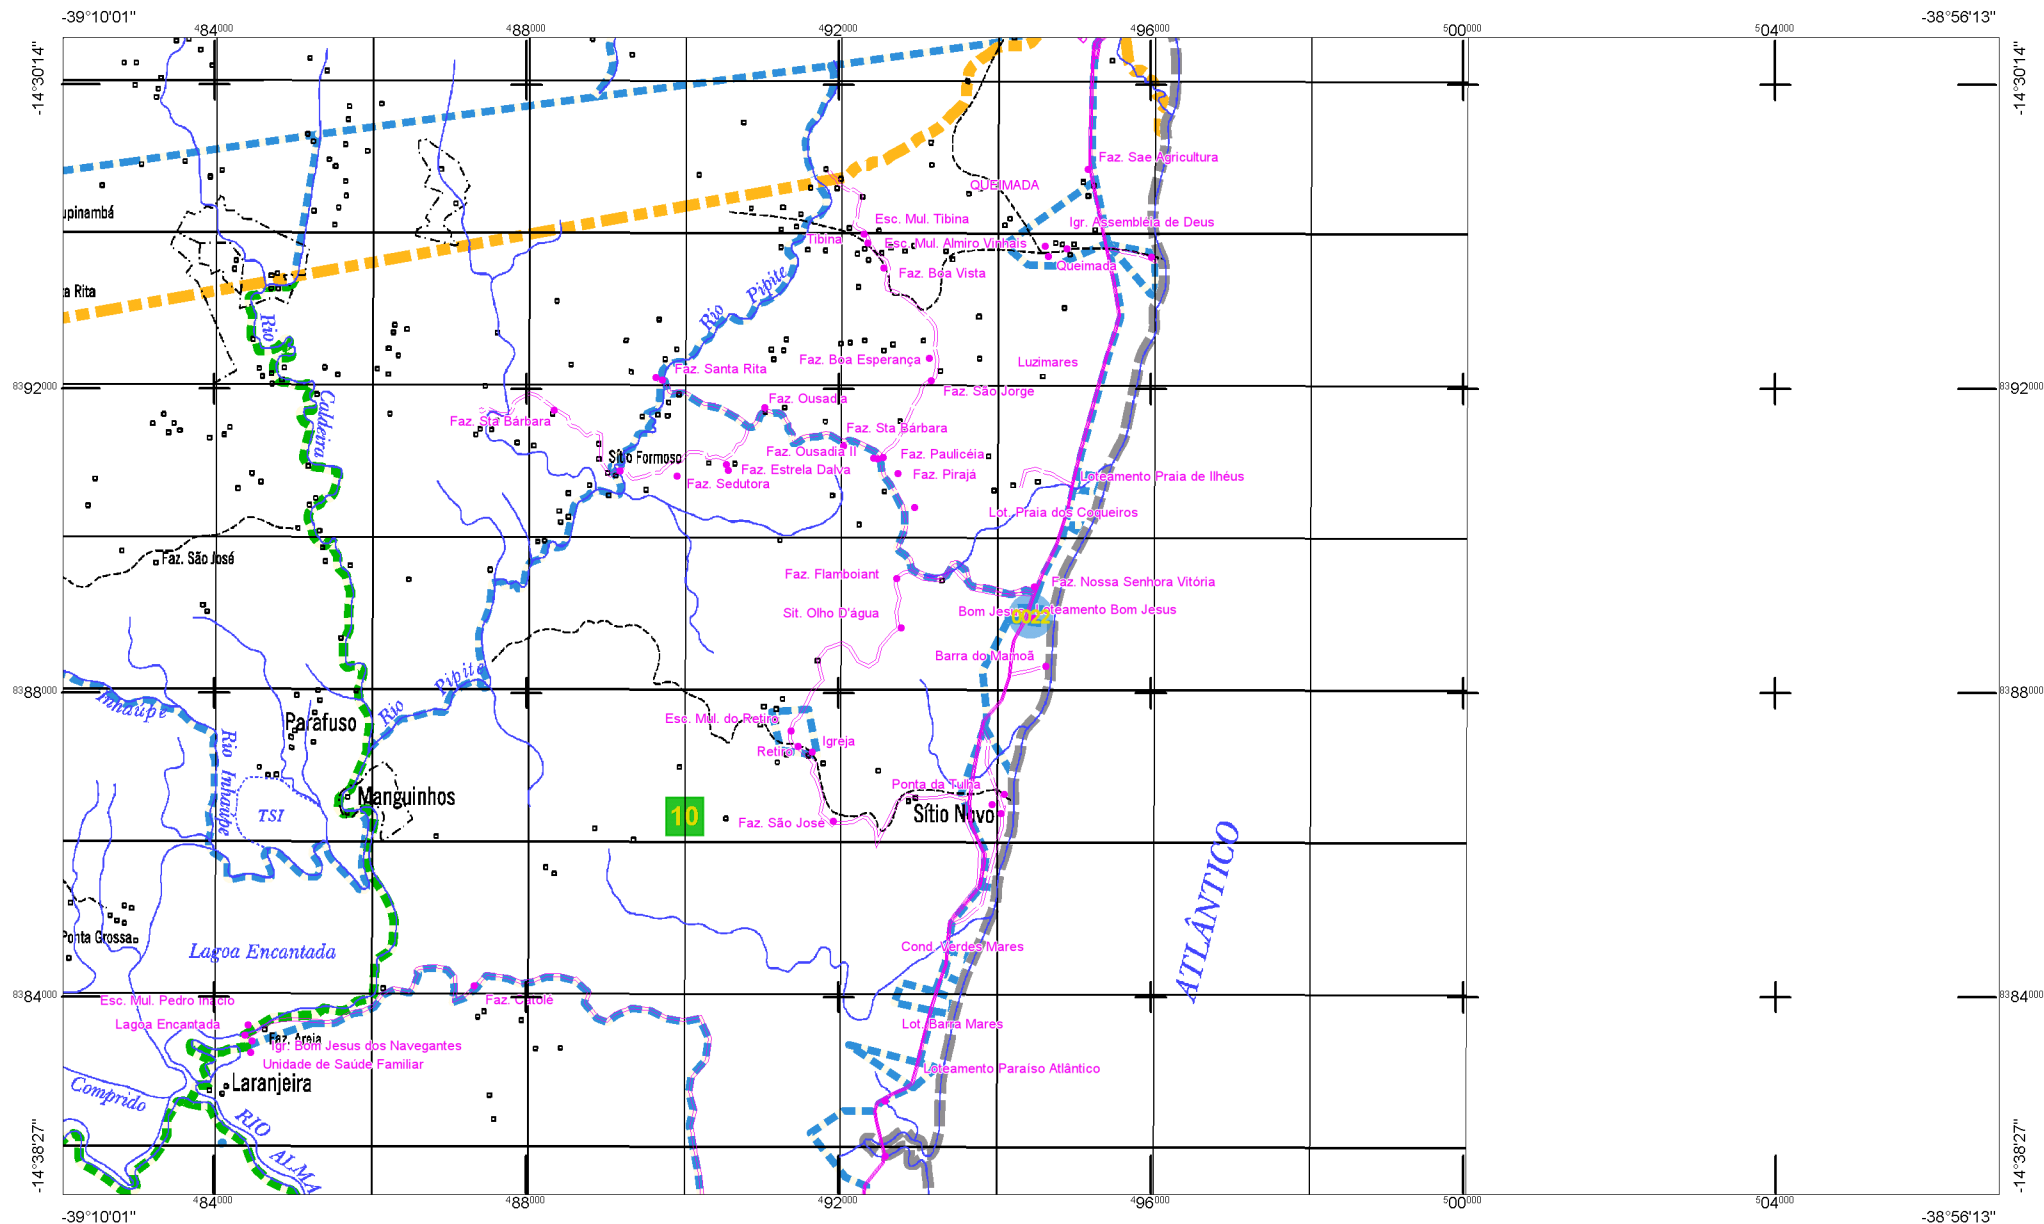 -39°10'01"
-38°56'13"
484000
488000
492000
496000
500000
504000
-14°30'14"
-14°30'14"
Faz. Sae Agricultura
QUEIMADA
upinambá
Esc. Mul. Tibina
Igr. Assembléia de Deus
Tibina
Esc. Mul. Almiro Vinhais
Queimada
Faz. Boa Vista
Rio Pipite
ta Rita
Rio
Caldeira
Faz. Boa Esperança
Luzimares
Faz. Santa Rita
8392000
8392000
Faz. São Jorge
Faz. Ousadia
Faz. Sta Bárbara
Faz. Sta Bárbara
Faz. Ousadia II
Faz. Paulicéia
Sítio Formoso
Faz. Estrela Dalva
Faz. Pirajá
Loteamento Praia de Ilhéus
Faz. Sedutora
Lot. Praia dos Coqueiros
Faz. São José
Faz. Flamboiant
Faz. Nossa Senhora Vitória
Sit. Olho D'água
Bom Jesus
Loteamento Bom Jesus
6022
Barra do Mamoã
Rio Pipite
8388000
8388000
Inhaupe
Parafuso
Esc. Mul. do Retiro
Igreja
Retiro
Rio Inhaupe
Ponta da Tulha
Manguinhos
TSI
10
Faz. São José
Sítio Novo
ATLÂNTICO
Ponta Grossa
Lagoa Encantada
Cond. Verdes Mares
8384000
8384000
Esc. Mul. Pedro Inácio
Faz. Catolé
Lagoa Encantada
Lot. Barra Mares
Faz. Areia
Igr. Bom Jesus dos Navegantes
Unidade de Saúde Familiar
Loteamento Paraíso Atlântico
Laranjeira
Comprido
RIO ALMA
-14°38'27"
-14°38'27"
484000
488000
492000
496000
500000
504000
-39°10'01"
-38°56'13"